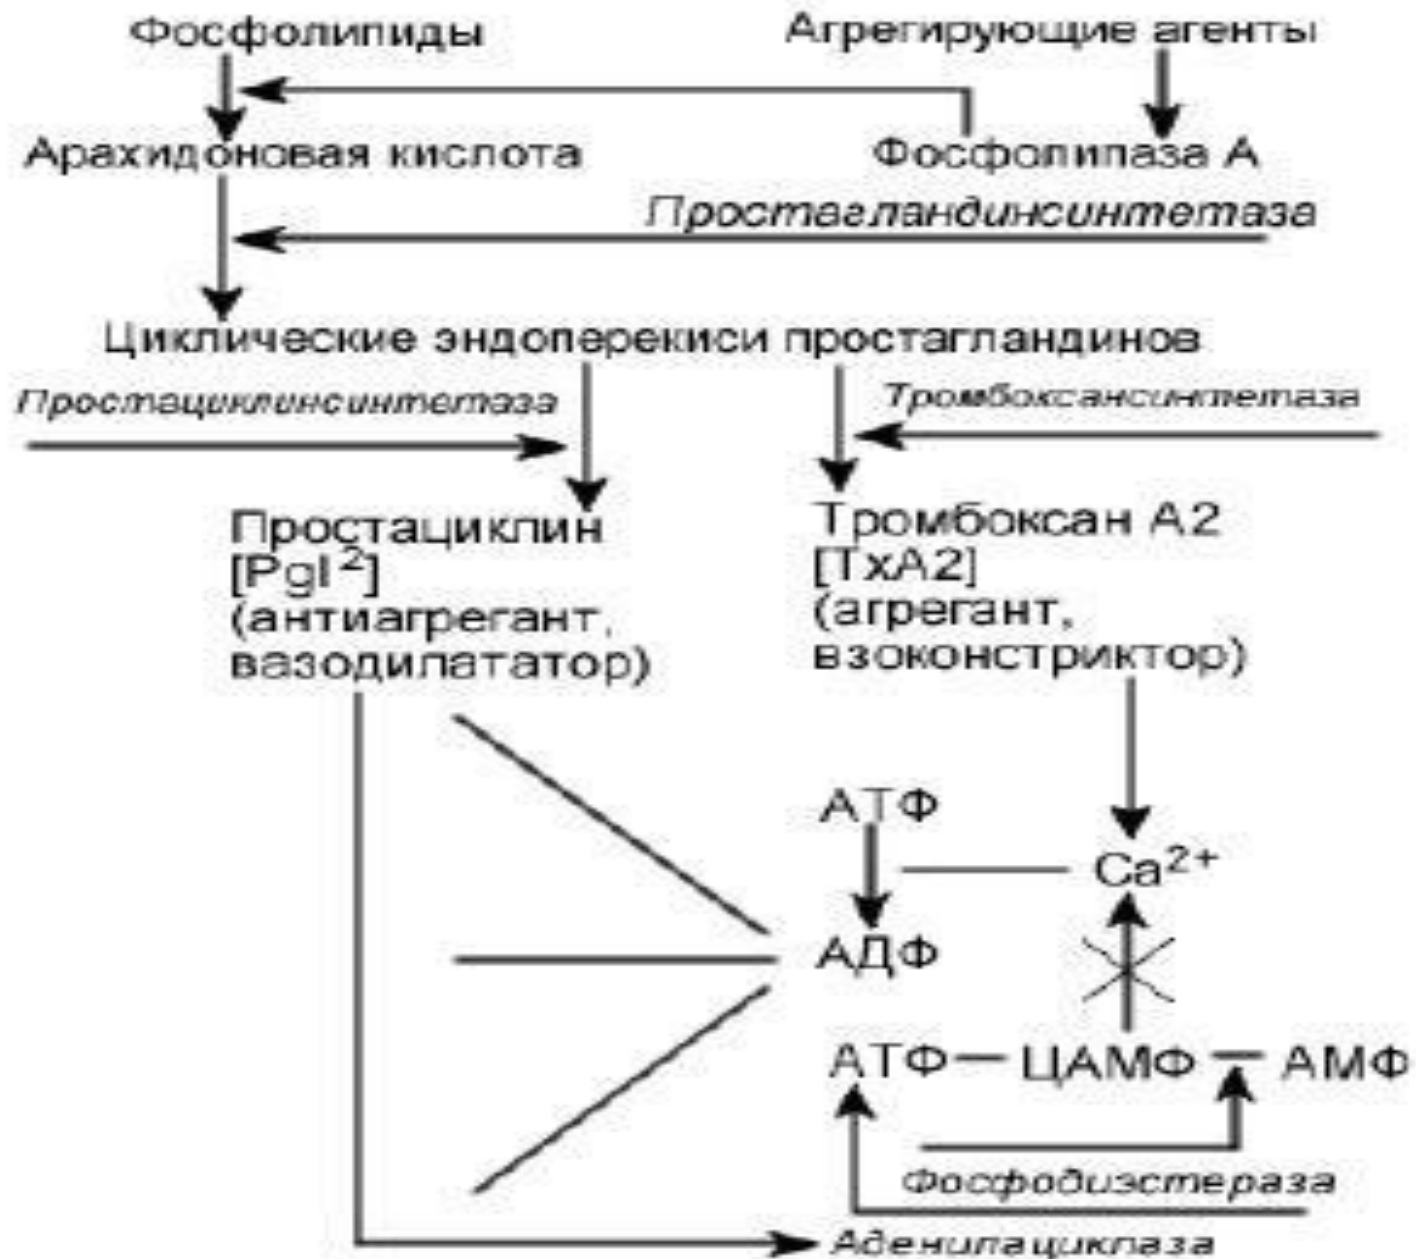 Фосфолипиды
Агрегирующие агенты
Арахидоновая кислота
Фосфолипаза А
Простагландинсинтетаза
Циклические эндоперекиси простагландинов
Простациклинсинтетаза
Тромбоксансинтетаза
Простациклин
[PgI²]
(антиагрегант,
вазодилататор)
Тромбоксан А2
[TxA2]
(агрегант,
взоконстриктор)
АТФ
Ca²⁺
АДФ
АТФ — ЦАМФ — АМФ
Фосфодиэстераза
Аденилациклаза